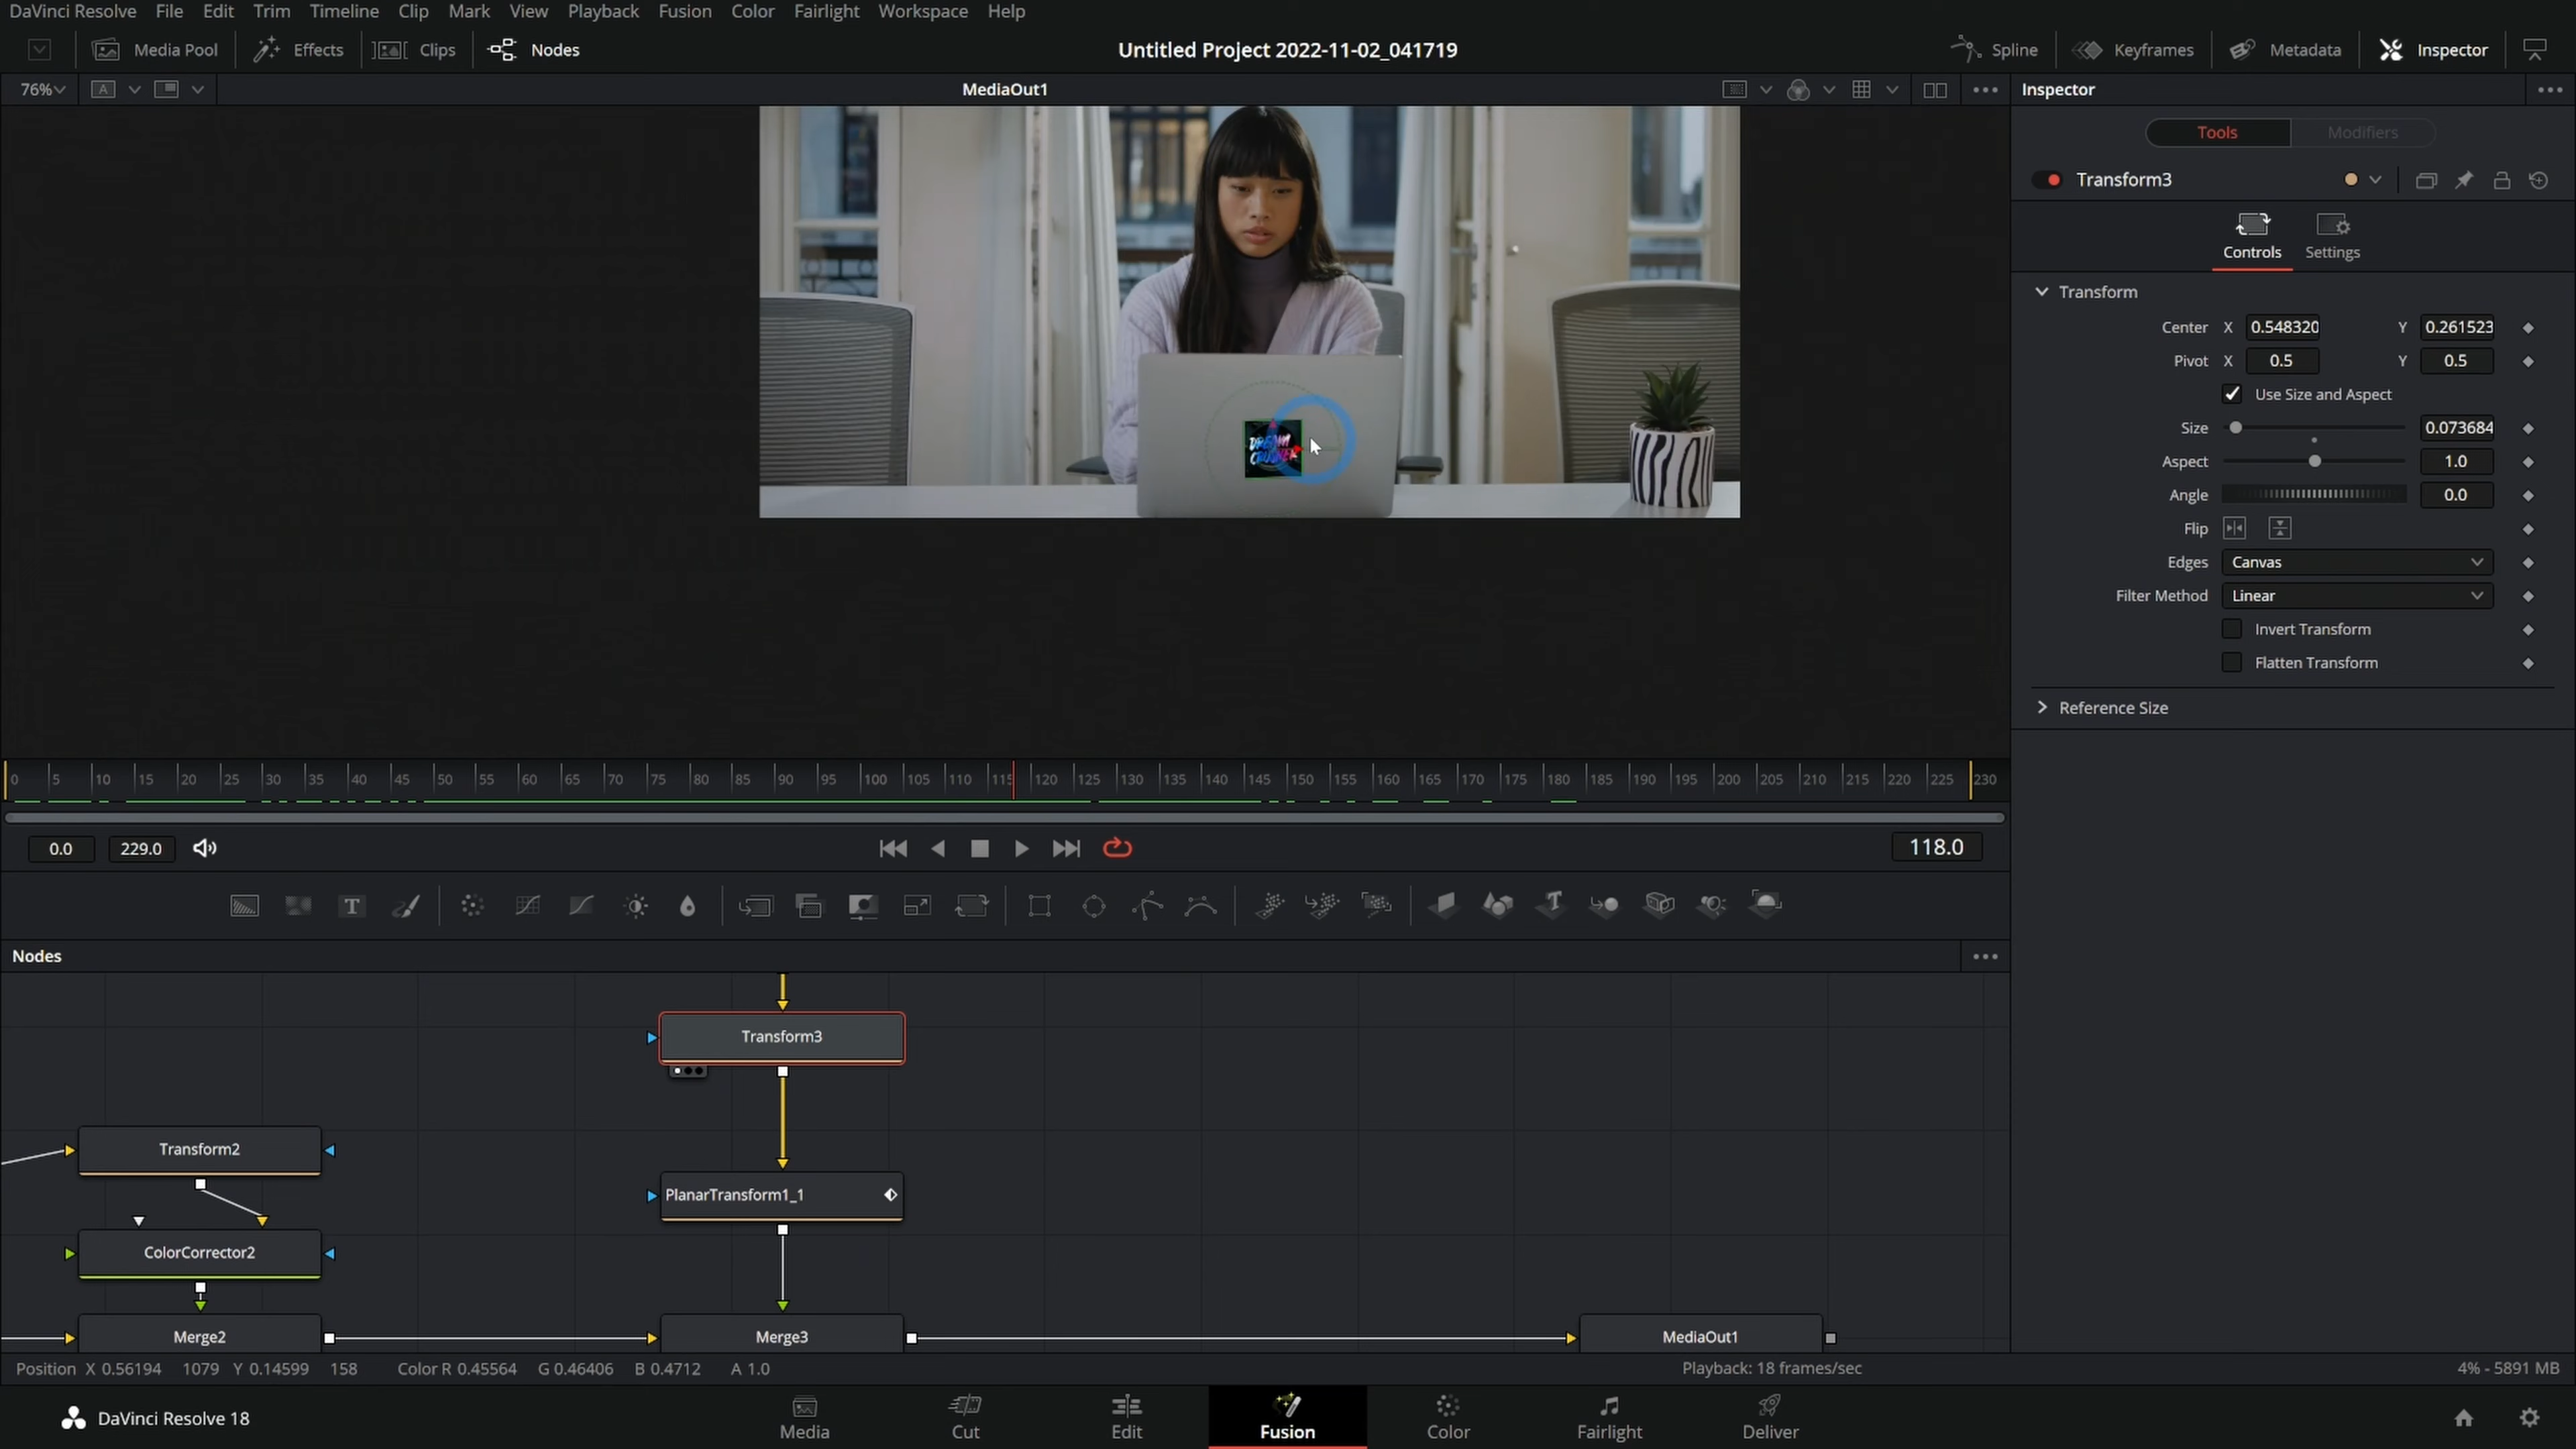 DaVinci Resolve File Edit Trim Timeline Clip Mark View Playback Fusion Color Fairlight Workspace Help
Media Pool Effects Clips Nodes Untitled Project 2022-11-02_041719 Spline Keyframes Metadata Inspector
76% A MediaOut1 Inspector
Tools Modifiers
Transform3
Controls Settings
Transform
Center X 0.548320 Y 0.261523
Pivot X 0.5 Y 0.5
Use Size and Aspect
Size 0.073684
Aspect 1.0
Angle 0.0
Flip
Edges Canvas
Filter Method Linear
Invert Transform
Flatten Transform
Reference Size
DREAM
CRUSHER
0 5 10 15 20 25 30 35 40 45 50 55 60 65 70 75 80 85 90 95 100 105 110 115 120 125 130 135 140 145 150 155 160 165 170 175 180 185 190 195 200 205 210 215 220 225 230
0.0 229.0 118.0
T T
Nodes
Transform3
Transform2
PlanarTransform1_1
ColorCorrector2
Merge2 Merge3 MediaOut1
Position X 0.56194 1079 Y 0.14599 158 Color R 0.45564 G 0.46406 B 0.4712 A 1.0 Playback: 18 frames/sec 4% - 5891 MB
DaVinci Resolve 18 Media Cut Edit Fusion Color Fairlight Deliver